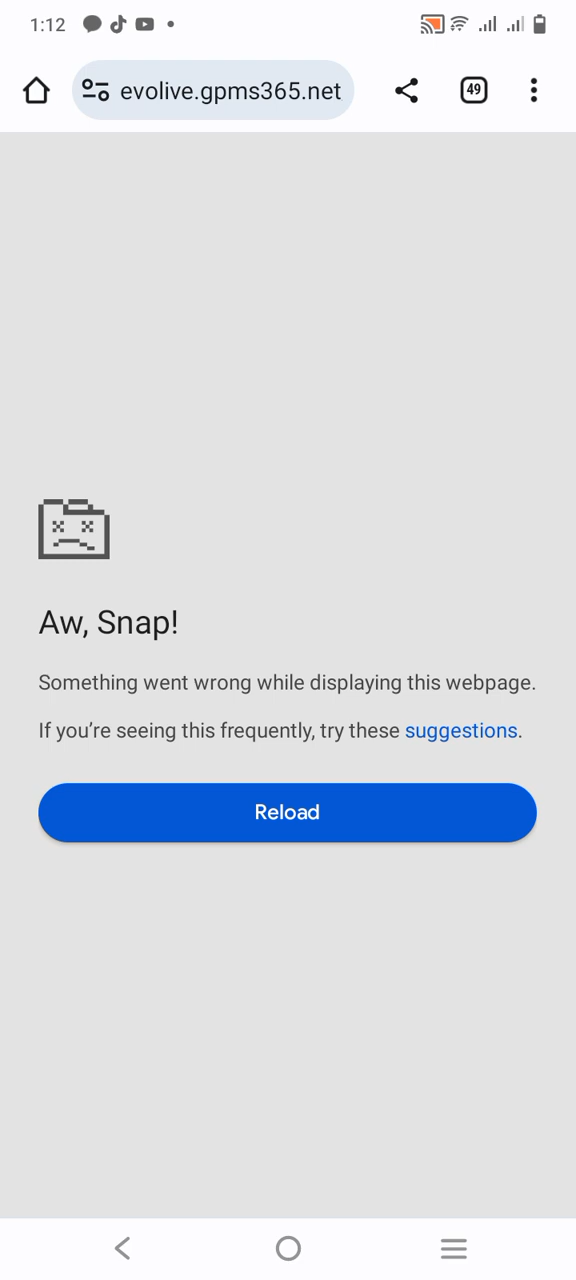 1:12
evolive.gpms365.net
49
Aw, Snap!
Something went wrong while displaying this webpage.
If you’re seeing this frequently, try these suggestions.
Reload